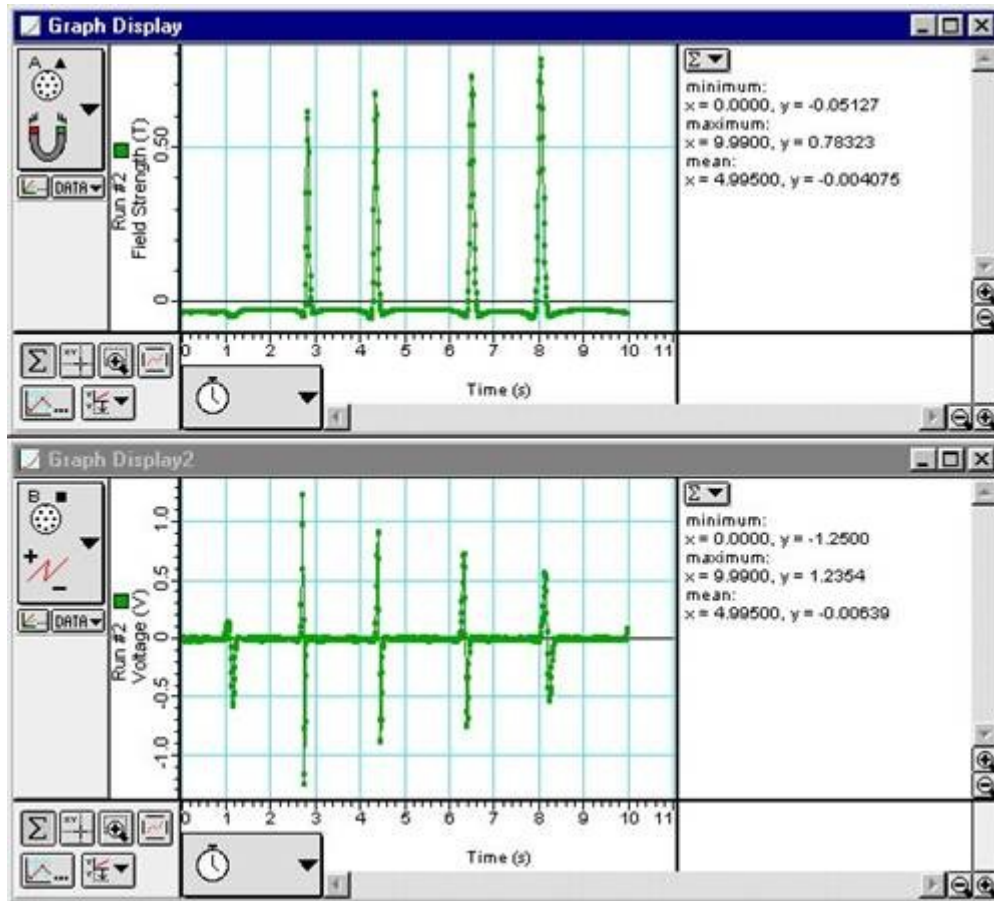 Graph Display
A
DATA
Run #2
Field Strength (T)
0.50
0
Σ
minimum:
x = 0.0000, y = -0.05127
maximum:
x = 9.9900, y = 0.78323
mean:
x = 4.99500, y = -0.004075
Σ
0 1 2 3 4 5 6 7 8 9 10 11
Time (s)
Graph Display2
B
+
-
DATA
Run #2
Voltage (V)
1.0
0.5
0
-0.5
-1.0
Σ
minimum:
x = 0.0000, y = -1.2500
maximum:
x = 9.9900, y = 1.2354
mean:
x = 4.99500, y = -0.00639
Σ
0 1 2 3 4 5 6 7 8 9 10 11
Time (s)